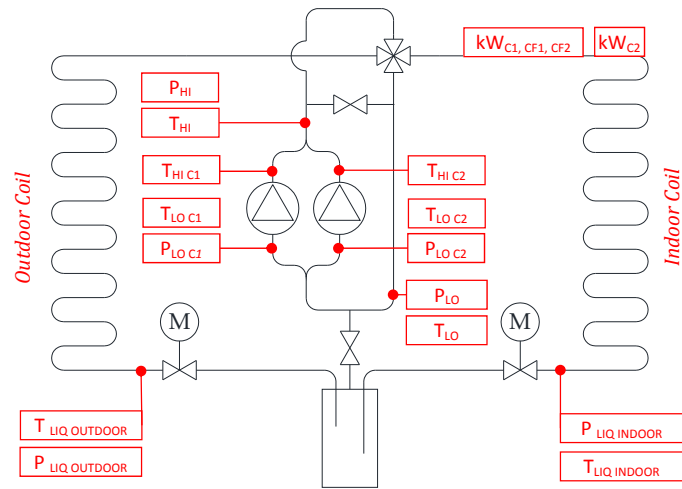 kW C1, CF1, CF2
kW C2
P HI
T HI
T HI C1
T HI C2
T LO C1
T LO C2
P LO C1
P LO C2
Outdoor Coil
Indoor Coil
P LO
T LO
M
M
T LIQ OUTDOOR
P LIQ OUTDOOR
P LIQ INDOOR
T LIQ INDOOR